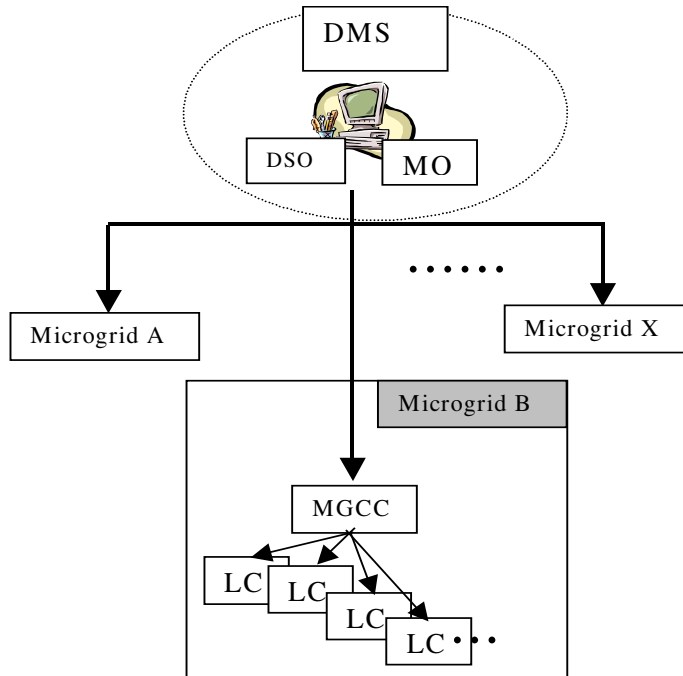 DMS
DSO
MO
......
Microgrid A
Microgrid X
Microgrid B
MGCC
LC
LC
LC
LC...